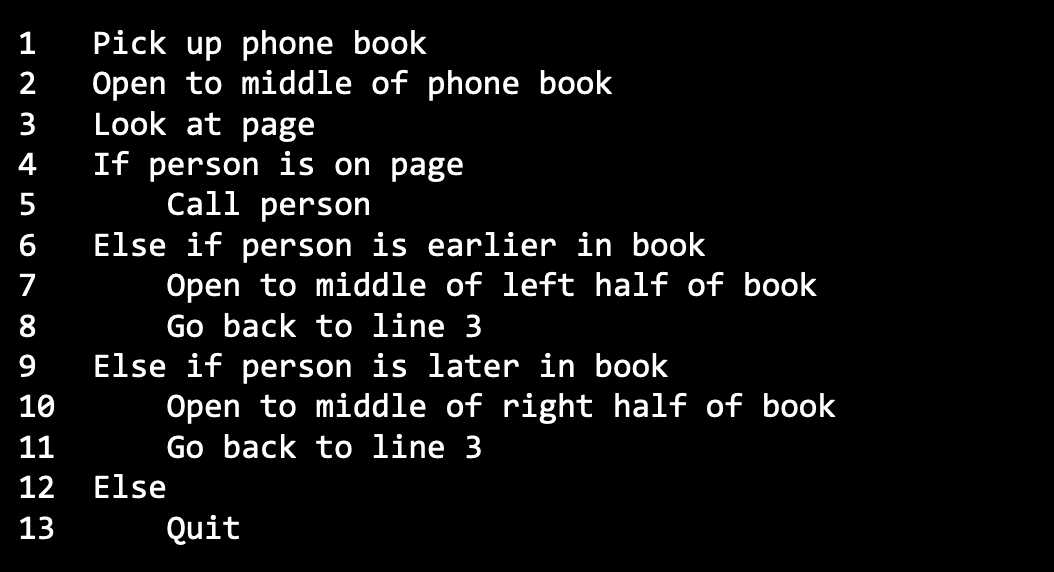 1 Pick up phone book
2 Open to middle of phone book
3 Look at page
4 If person is on page
5     Call person
6 Else if person is earlier in book
7     Open to middle of left half of book
8     Go back to line 3
9 Else if person is later in book
10     Open to middle of right half of book
11     Go back to line 3
12 Else
13     Quit